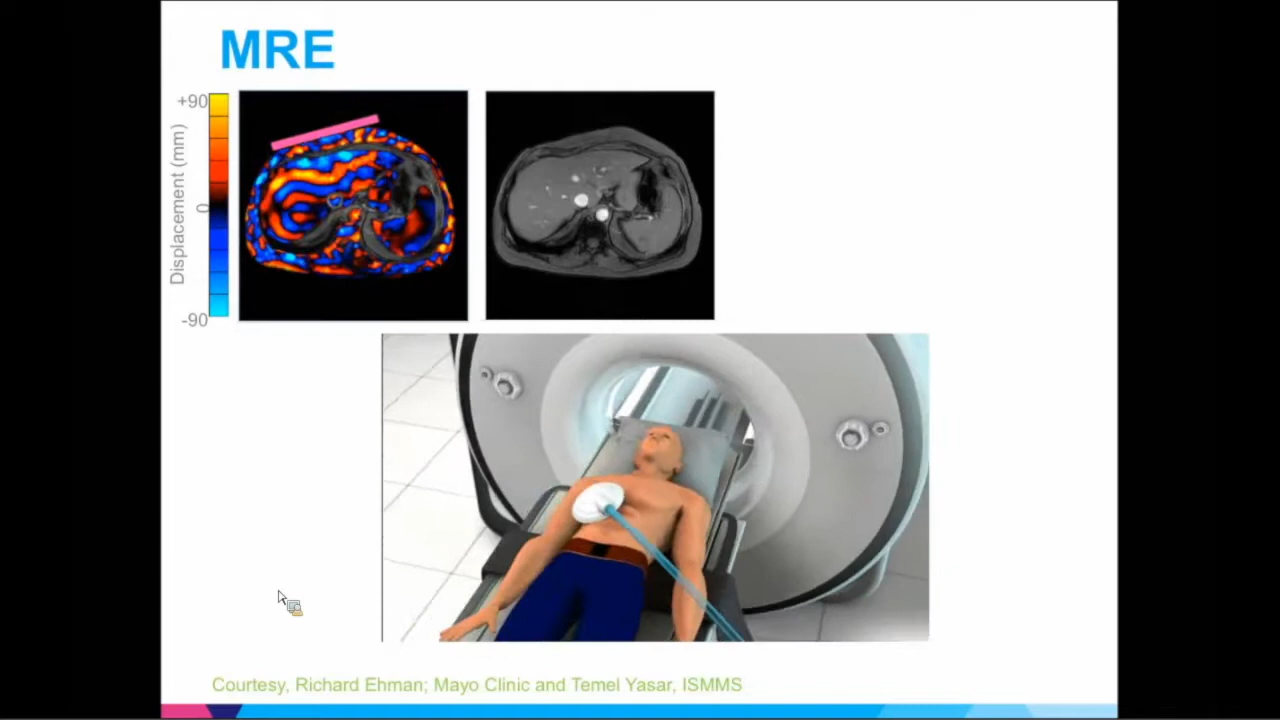 MRE
+90
Displacement (mm)
0
-90
Courtesy, Richard Ehman; Mayo Clinic and Temel Yasar, ISMMS